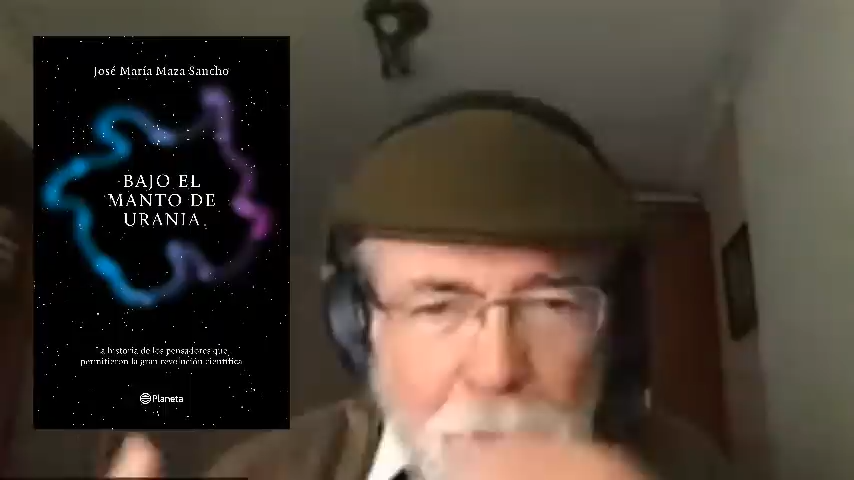 José María Maza Sancho
BAJO EL
MANTO DE
URANIA
La historia de los pensadores que
permitieron la gran revolución científica
Planeta